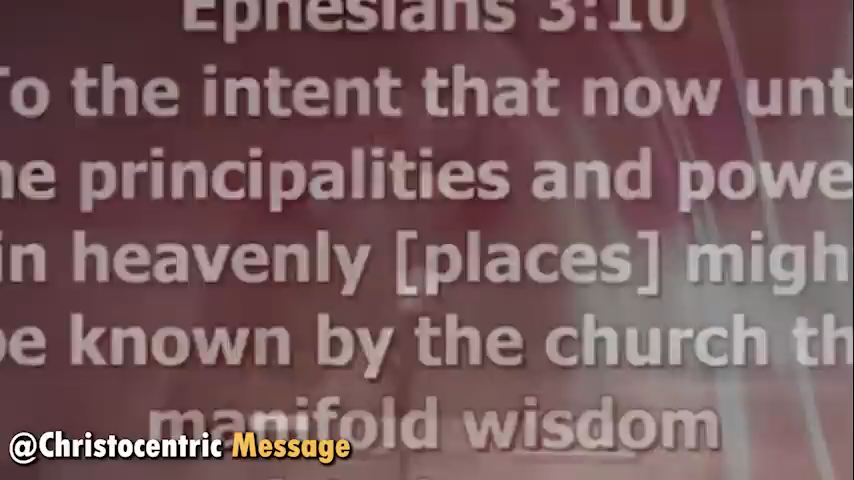 Ephesians 3:10
To the intent that now unt
he principalities and powe
in heavenly [places] migh
be known by the church th
manifold wisdom
@Christocentric Message